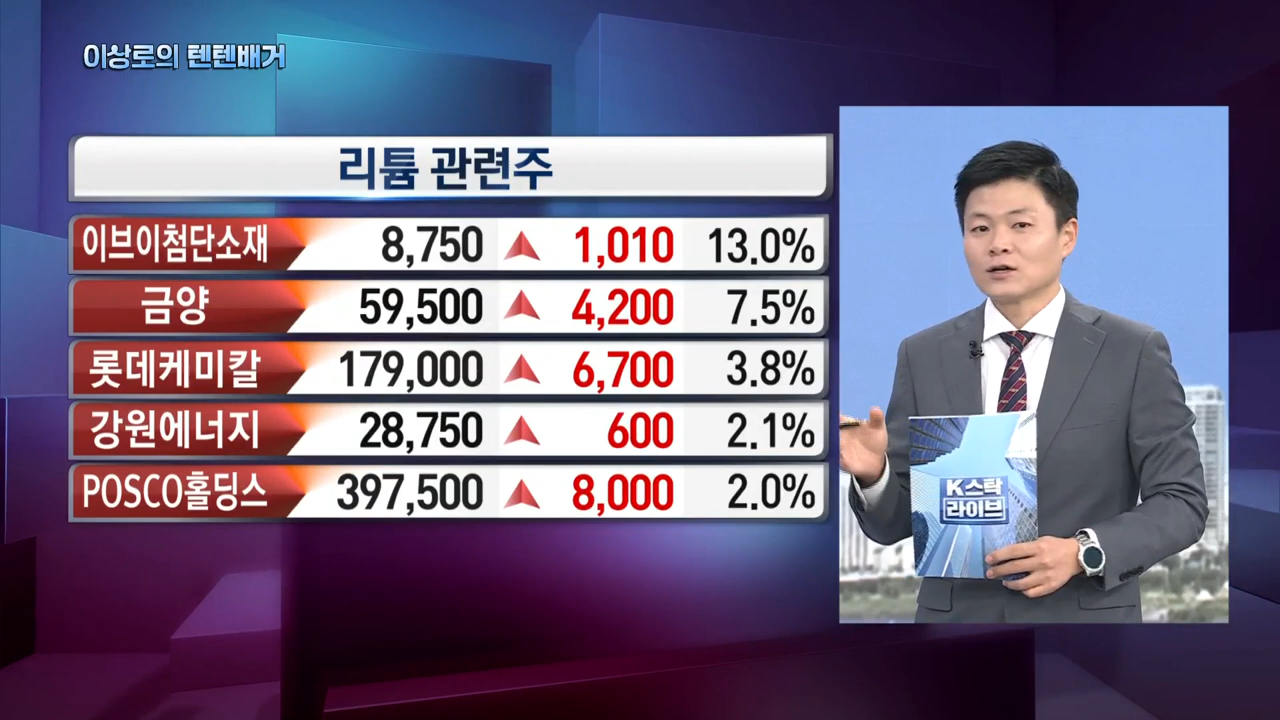 이상로의 텐텐배거
리튬 관련주
이브이첨단소재 8,750 ▲ 1,010 13.0%
금양 59,500 ▲ 4,200 7.5%
롯데케미칼 179,000 ▲ 6,700 3.8%
강원에너지 28,750 ▲ 600 2.1%
POSCO홀딩스 397,500 ▲ 8,000 2.0%
K스탁
라이브